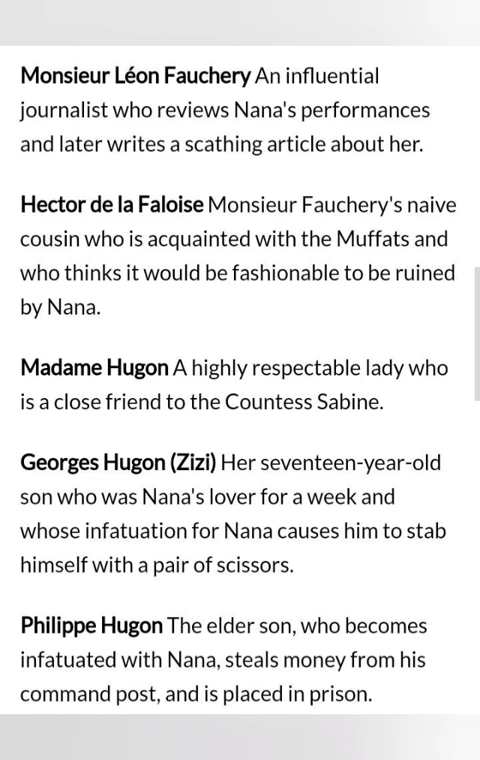 Monsieur Léon Fauchery An influential
journalist who reviews Nana's performances
and later writes a scathing article about her.
Hector de la Faloise Monsieur Fauchery's naive
cousin who is acquainted with the Muffats and
who thinks it would be fashionable to be ruined
by Nana.
Madame Hugon A highly respectable lady who
is a close friend to the Countess Sabine.
Georges Hugon (Zizi) Her seventeen-year-old
son who was Nana's lover for a week and
whose infatuation for Nana causes him to stab
himself with a pair of scissors.
Philippe Hugon The elder son, who becomes
infatuated with Nana, steals money from his
command post, and is placed in prison.